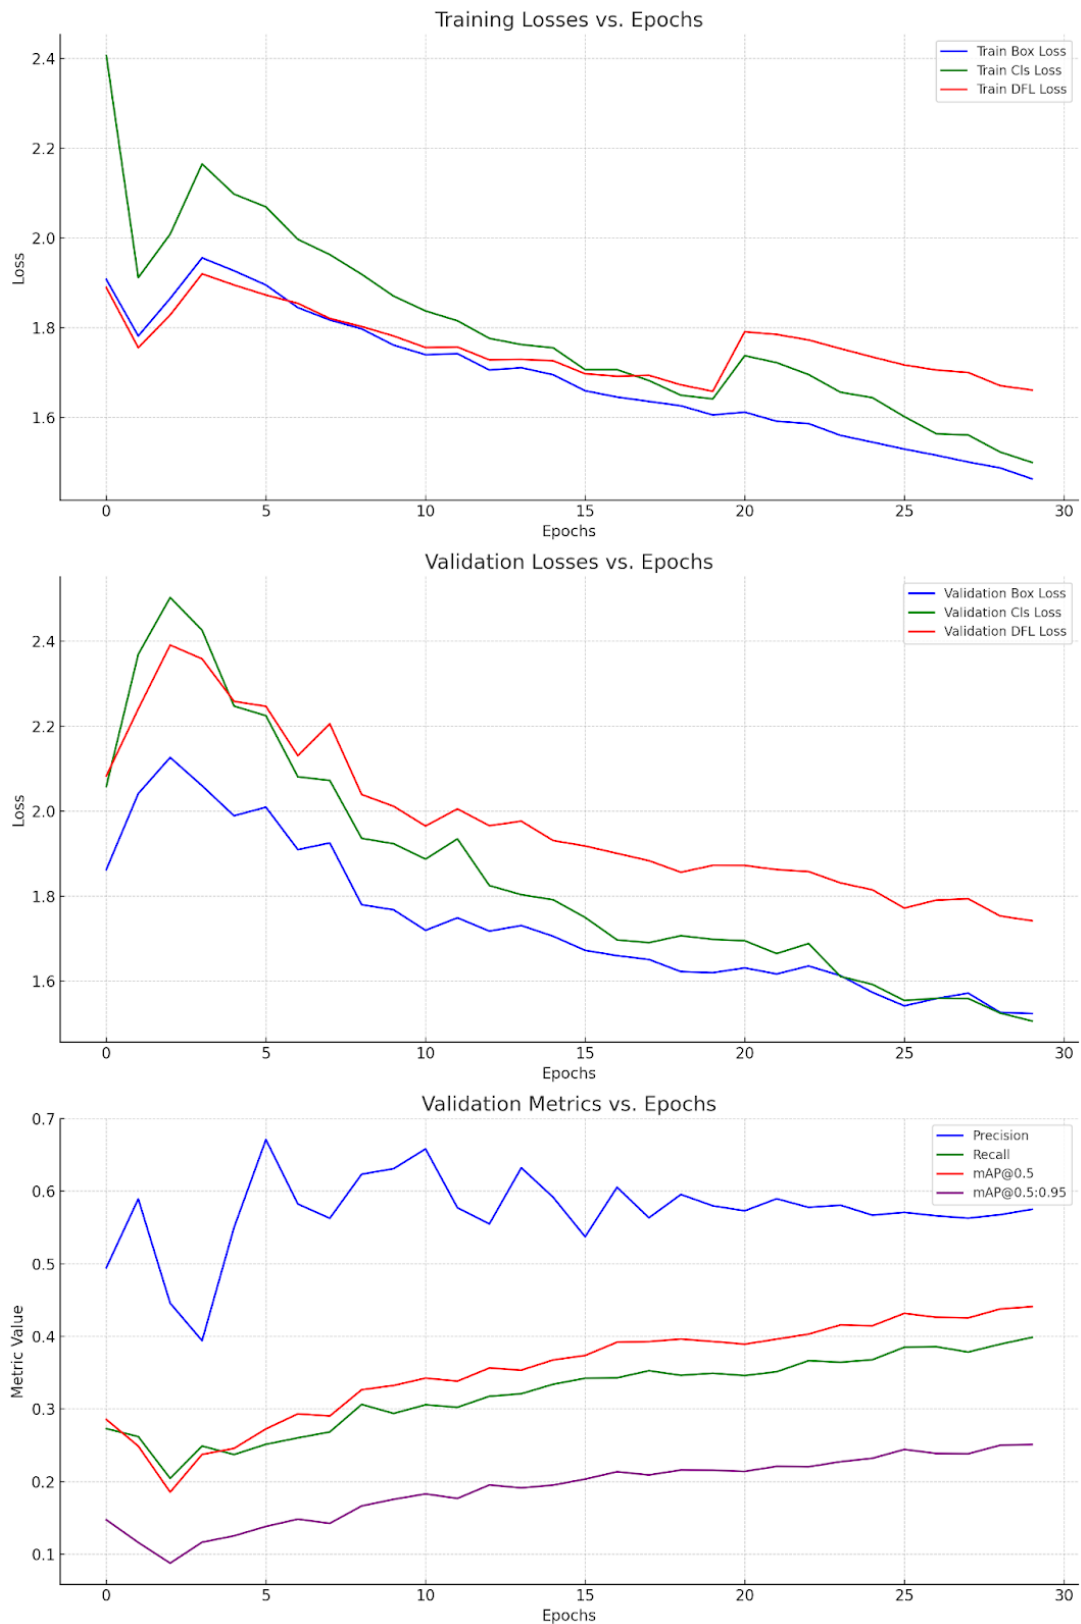 Training Losses vs. Epochs
Train Box Loss
Train Cls Loss
Train DFL Loss
2.4
2.2
2.0
1.8
1.6
Loss
0 5 10 15 20 25 30
Epochs
Validation Losses vs. Epochs
Validation Box Loss
Validation Cls Loss
Validation DFL Loss
2.4
2.2
2.0
1.8
1.6
Loss
0 5 10 15 20 25 30
Epochs
Validation Metrics vs. Epochs
Precision
Recall
mAP@0.5
mAP@0.5:0.95
0.7
0.6
0.5
0.4
0.3
0.2
0.1
Metric Value
0 5 10 15 20 25 30
Epochs